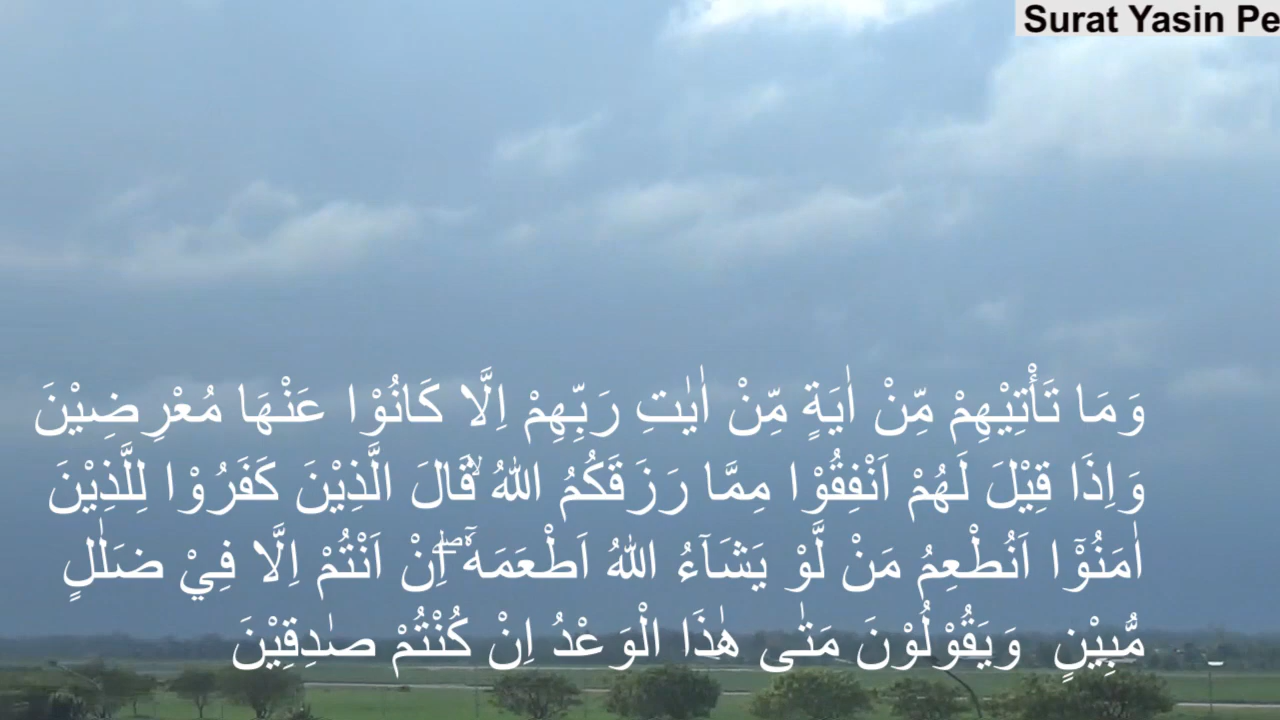 Surat Yasin Pe
وَمَا تَأْتِيْهِمْ مِّنْ اٰيَةٍ مِّنْ اٰيٰتِ رَبِّهِمْ اِلَّا كَانُوْا عَنْهَا مُعْرِضِيْنَ
وَاِذَا قِيْلَ لَهُمْ اَنْفِقُوْا مِمَّا رَزَقَكُمُ اللّٰهُ ۙقَالَ الَّذِيْنَ كَفَرُوْا لِلَّذِيْنَ
اٰمَنُوْٓا اَنُطْعِمُ مَنْ لَّوْ يَشَاۤءُ اللّٰهُ اَطْعَمَهٗٓ ۖاِنْ اَنْتُمْ اِلَّا فِيْ ضَلٰلٍ
مُّبِيْنٍ وَيَقُوْلُوْنَ مَتٰى هٰذَا الْوَعْدُ اِنْ كُنْتُمْ صٰدِقِيْنَ